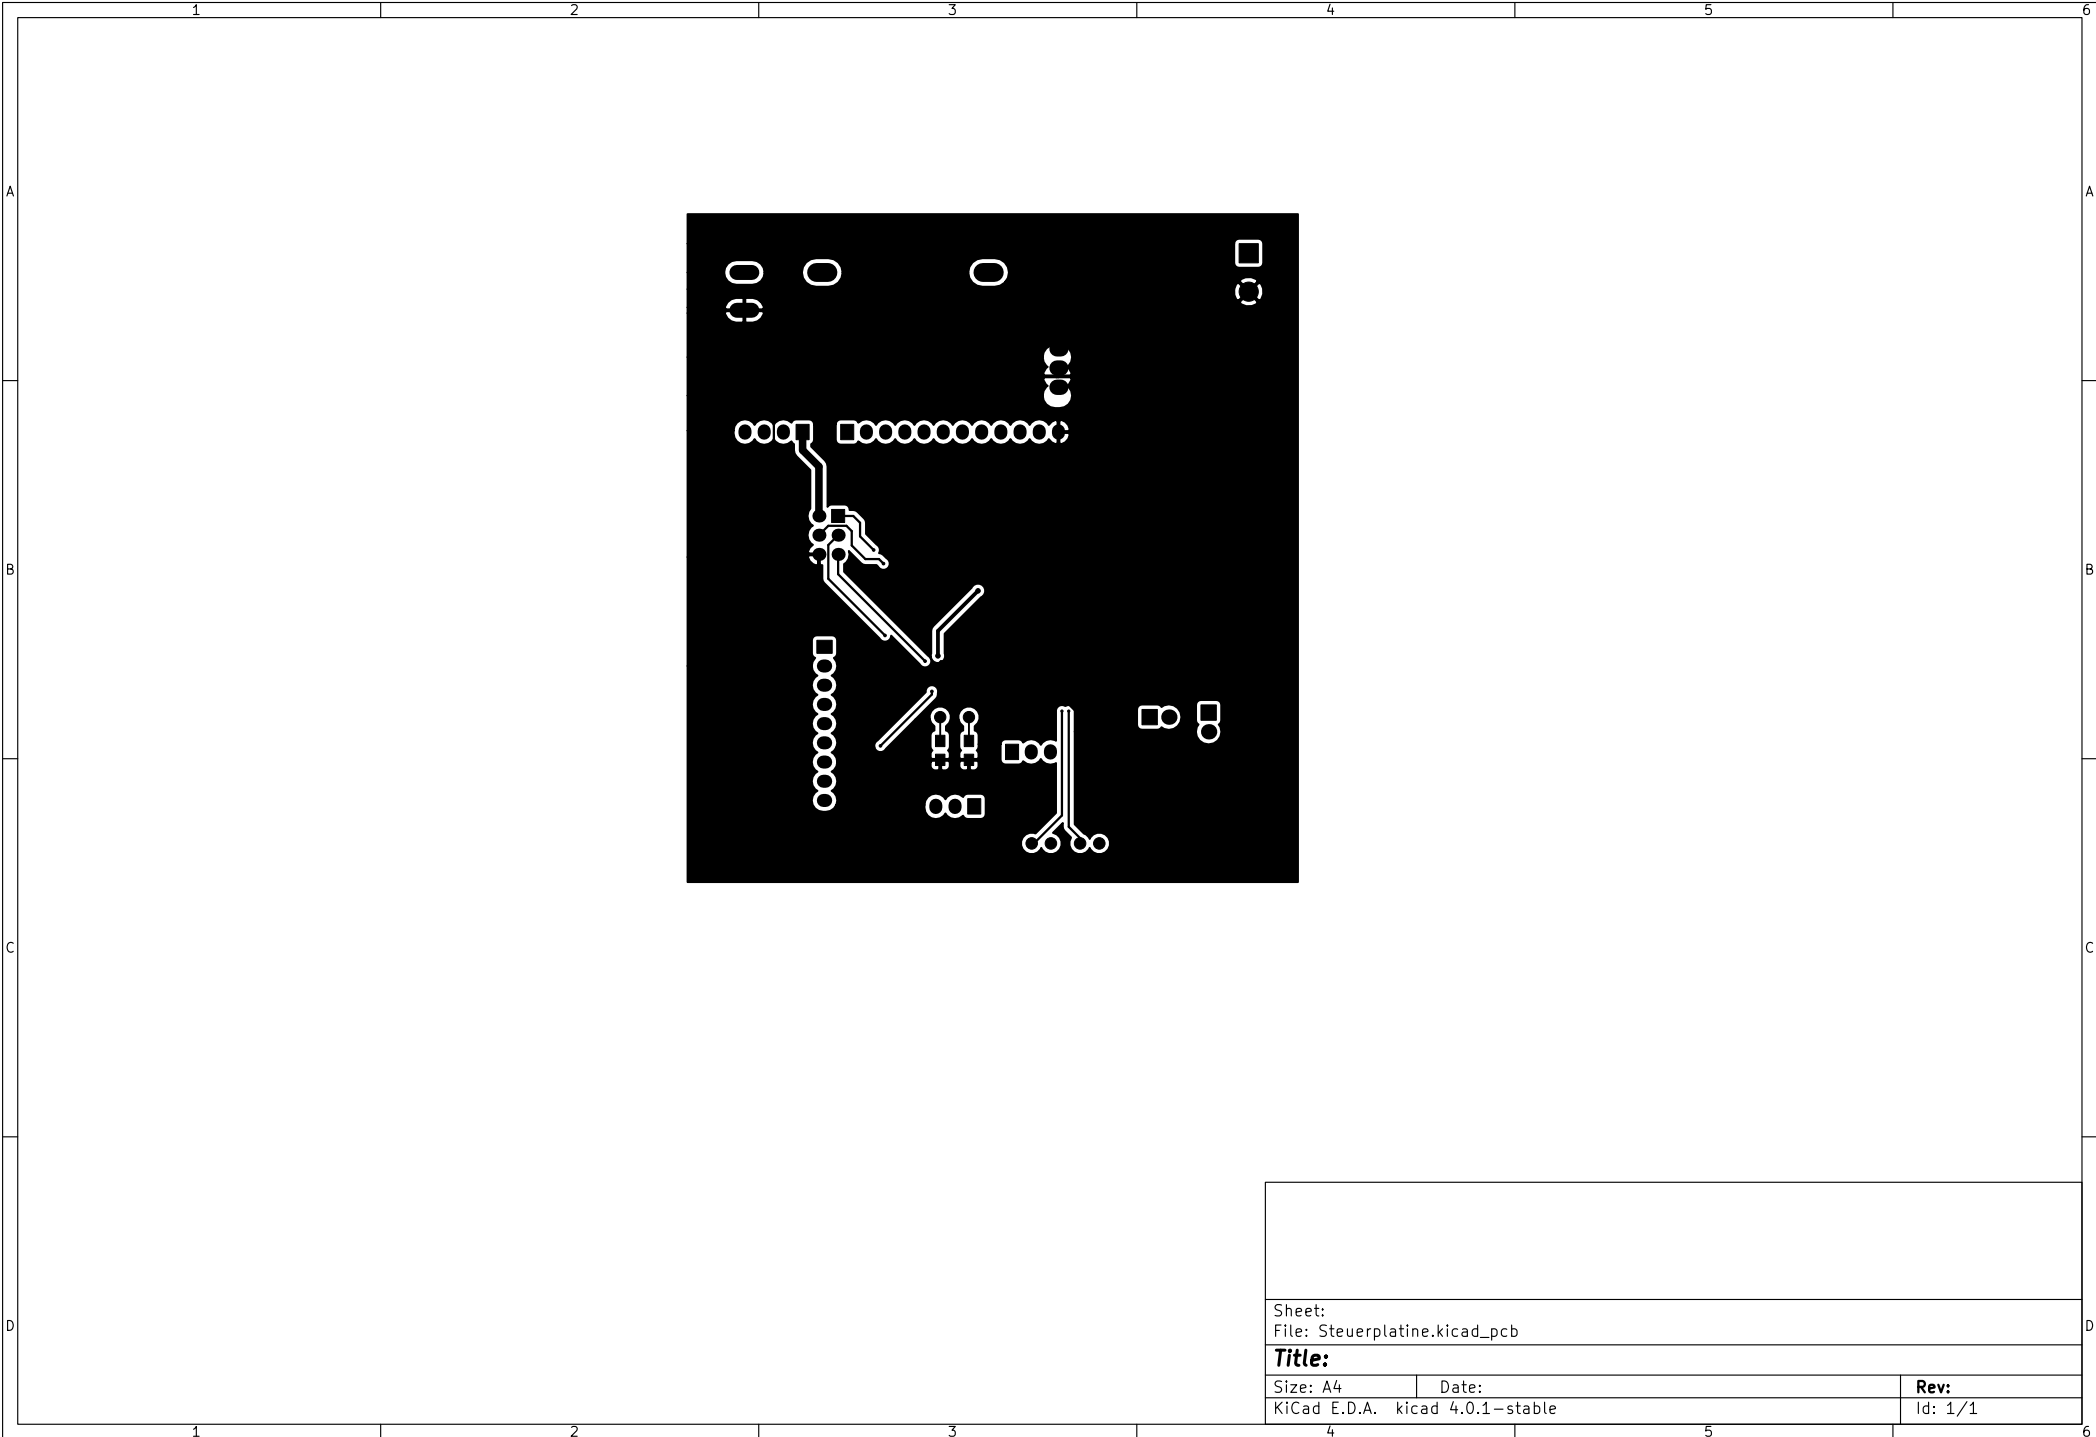 1 2 3 4 5 6
A A
B B
C C
D D
Sheet:
File: Steuerplatine.kicad_pcb
Title:
Size: A4 Date: Rev:
KiCad E.D.A. kicad 4.0.1-stable Id: 1/1
1 2 3 4 5 6